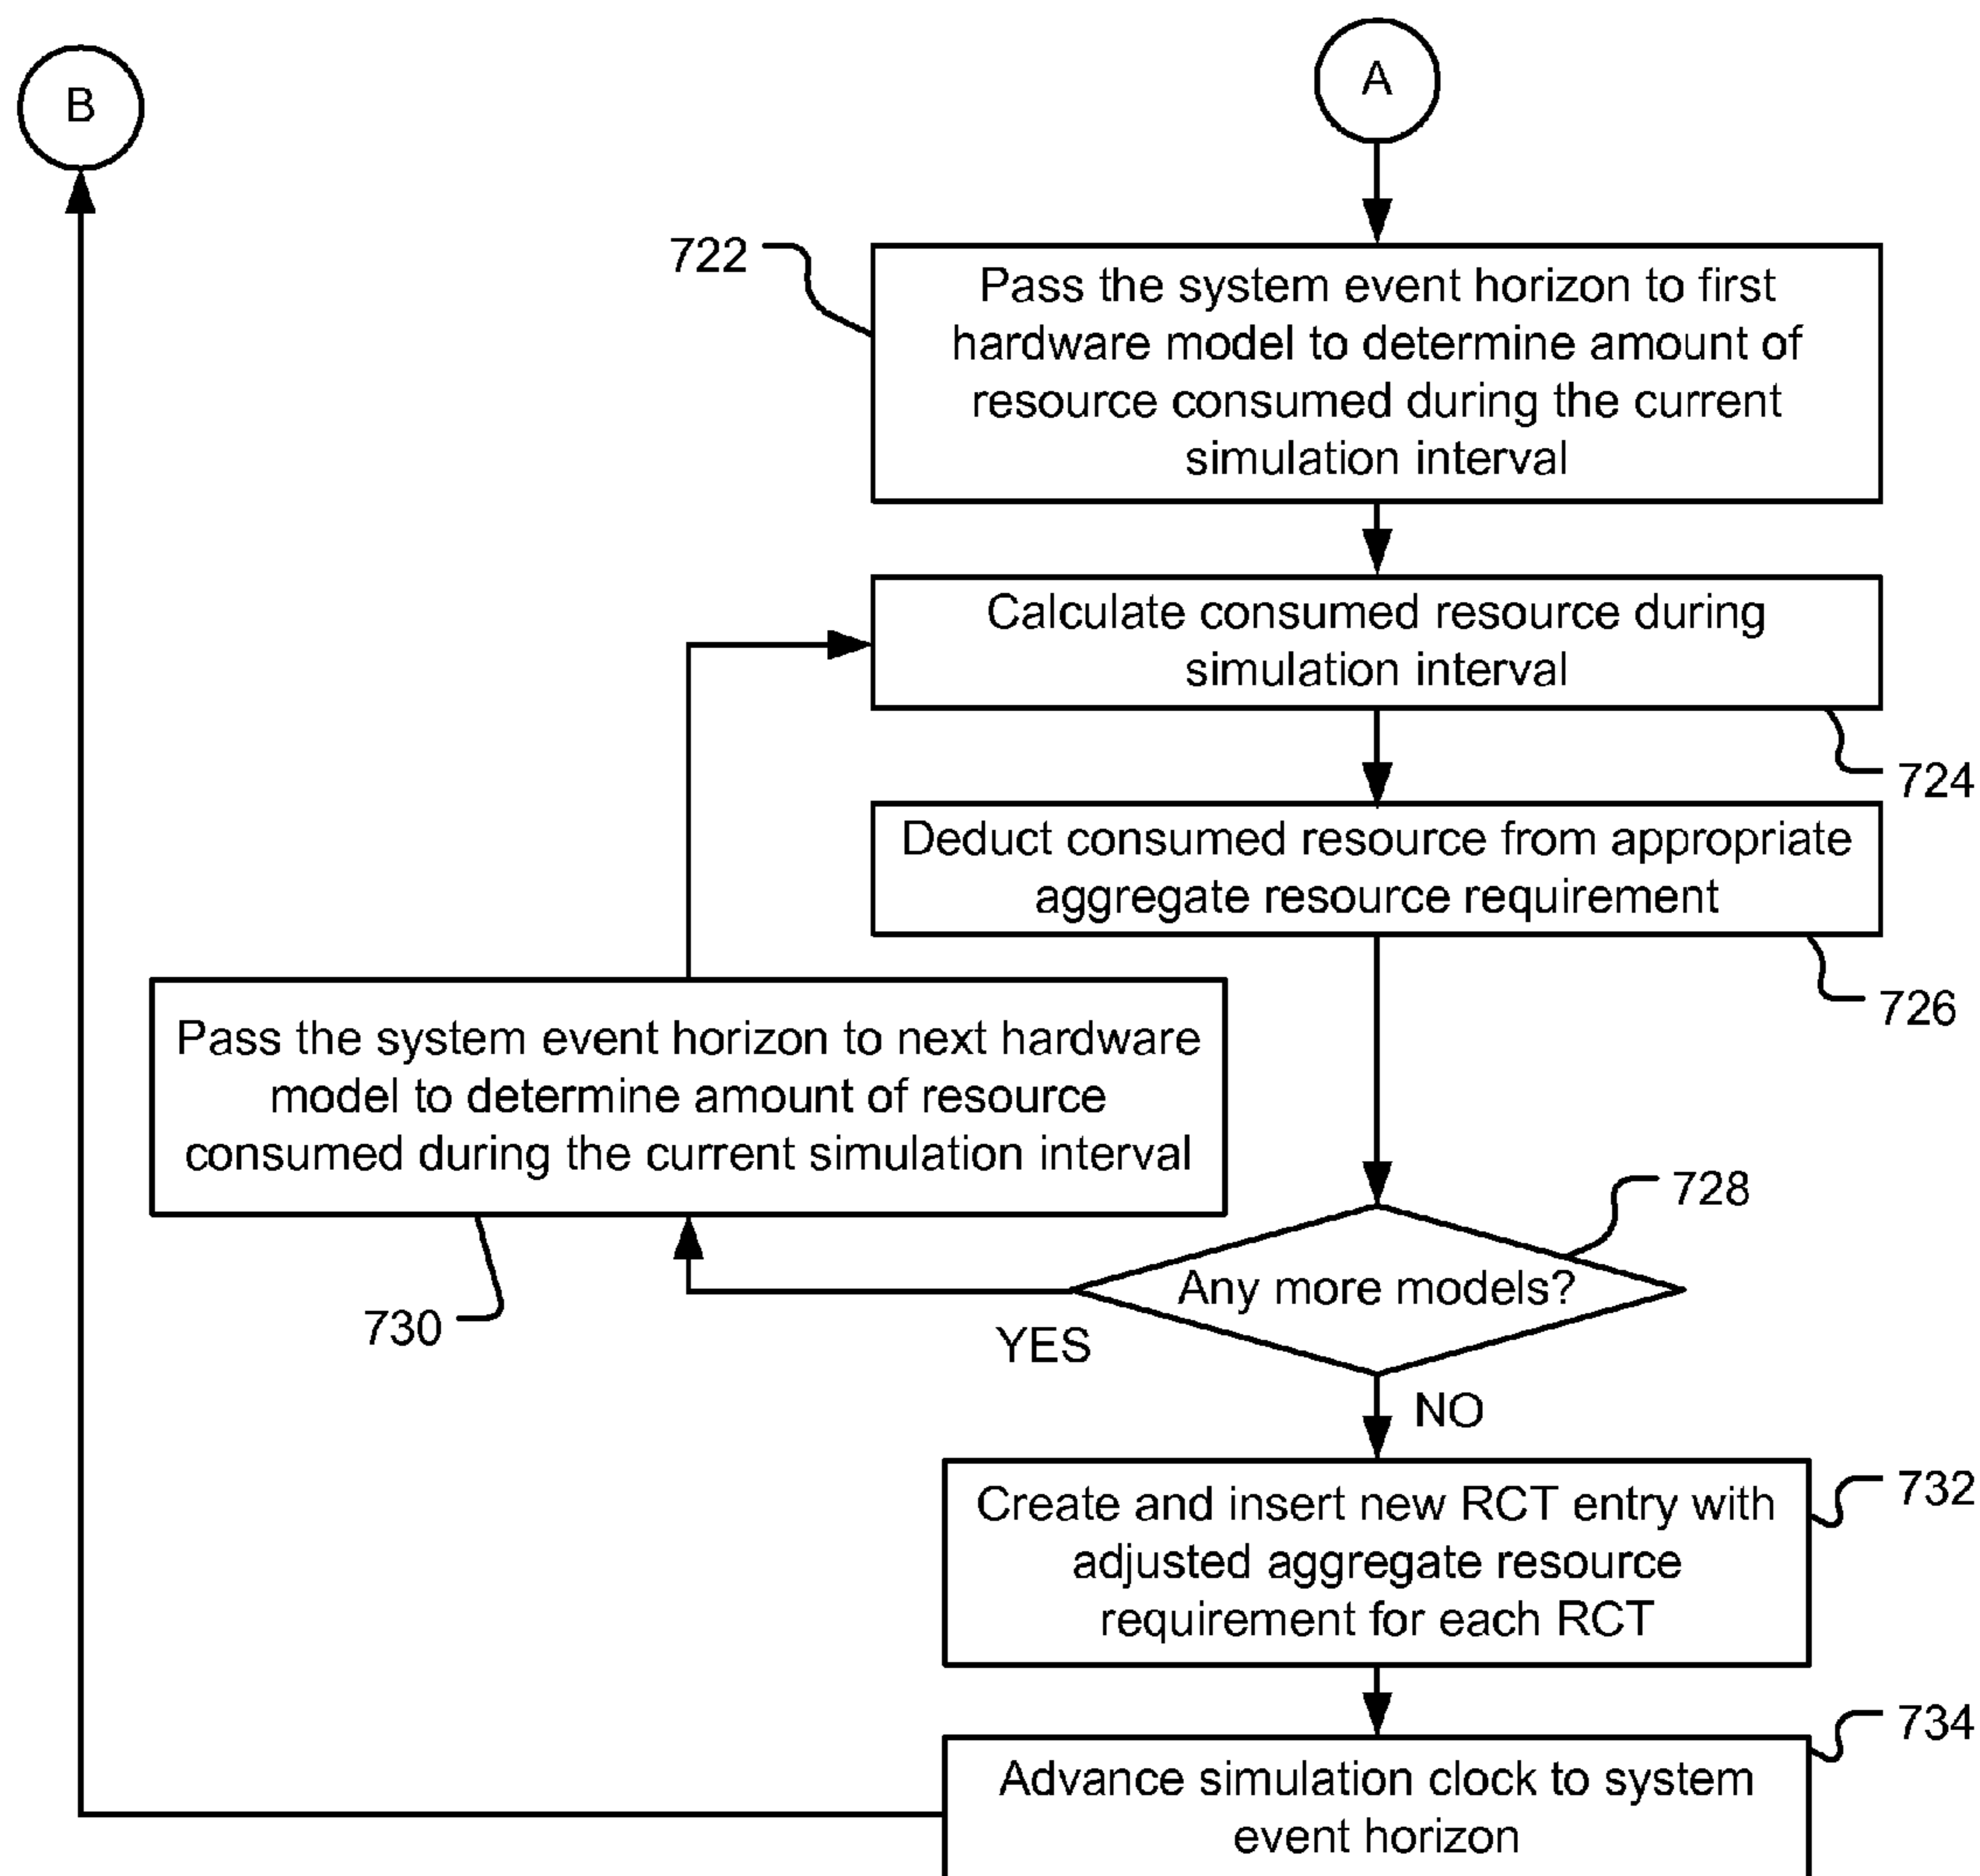 B
A
722
Pass the system event horizon to first
hardware model to determine amount of
resource consumed during the current
simulation interval
Calculate consumed resource during
simulation interval
724
Deduct consumed resource from appropriate
aggregate resource requirement
726
Pass the system event horizon to next hardware
model to determine amount of resource
consumed during the current simulation interval
730
728
Any more models?
YES
NO
Create and insert new RCT entry with
adjusted aggregate resource
requirement for each RCT
732
Advance simulation clock to system
event horizon
734